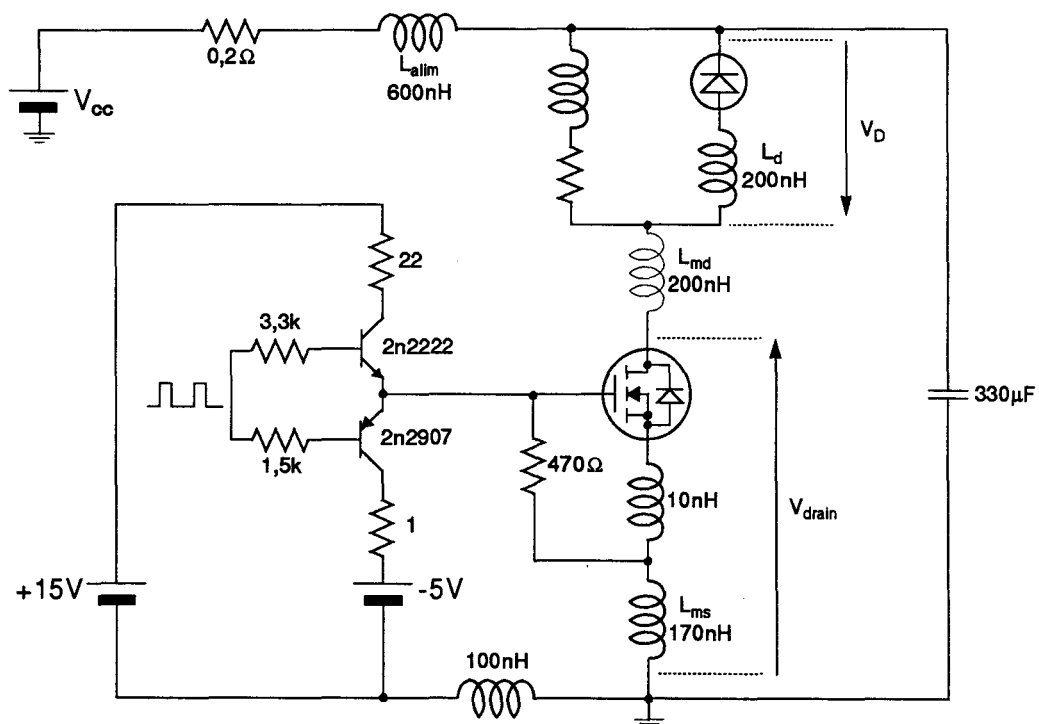 0,2Ω
L_alim
600nH
V_cc
L_d
200nH
V_D
L_md
200nH
22
3,3k
2n2222
2n2907
1,5k
470Ω
10nH
V_drain
330µF
1
+15V
-5V
L_ms
170nH
100nH